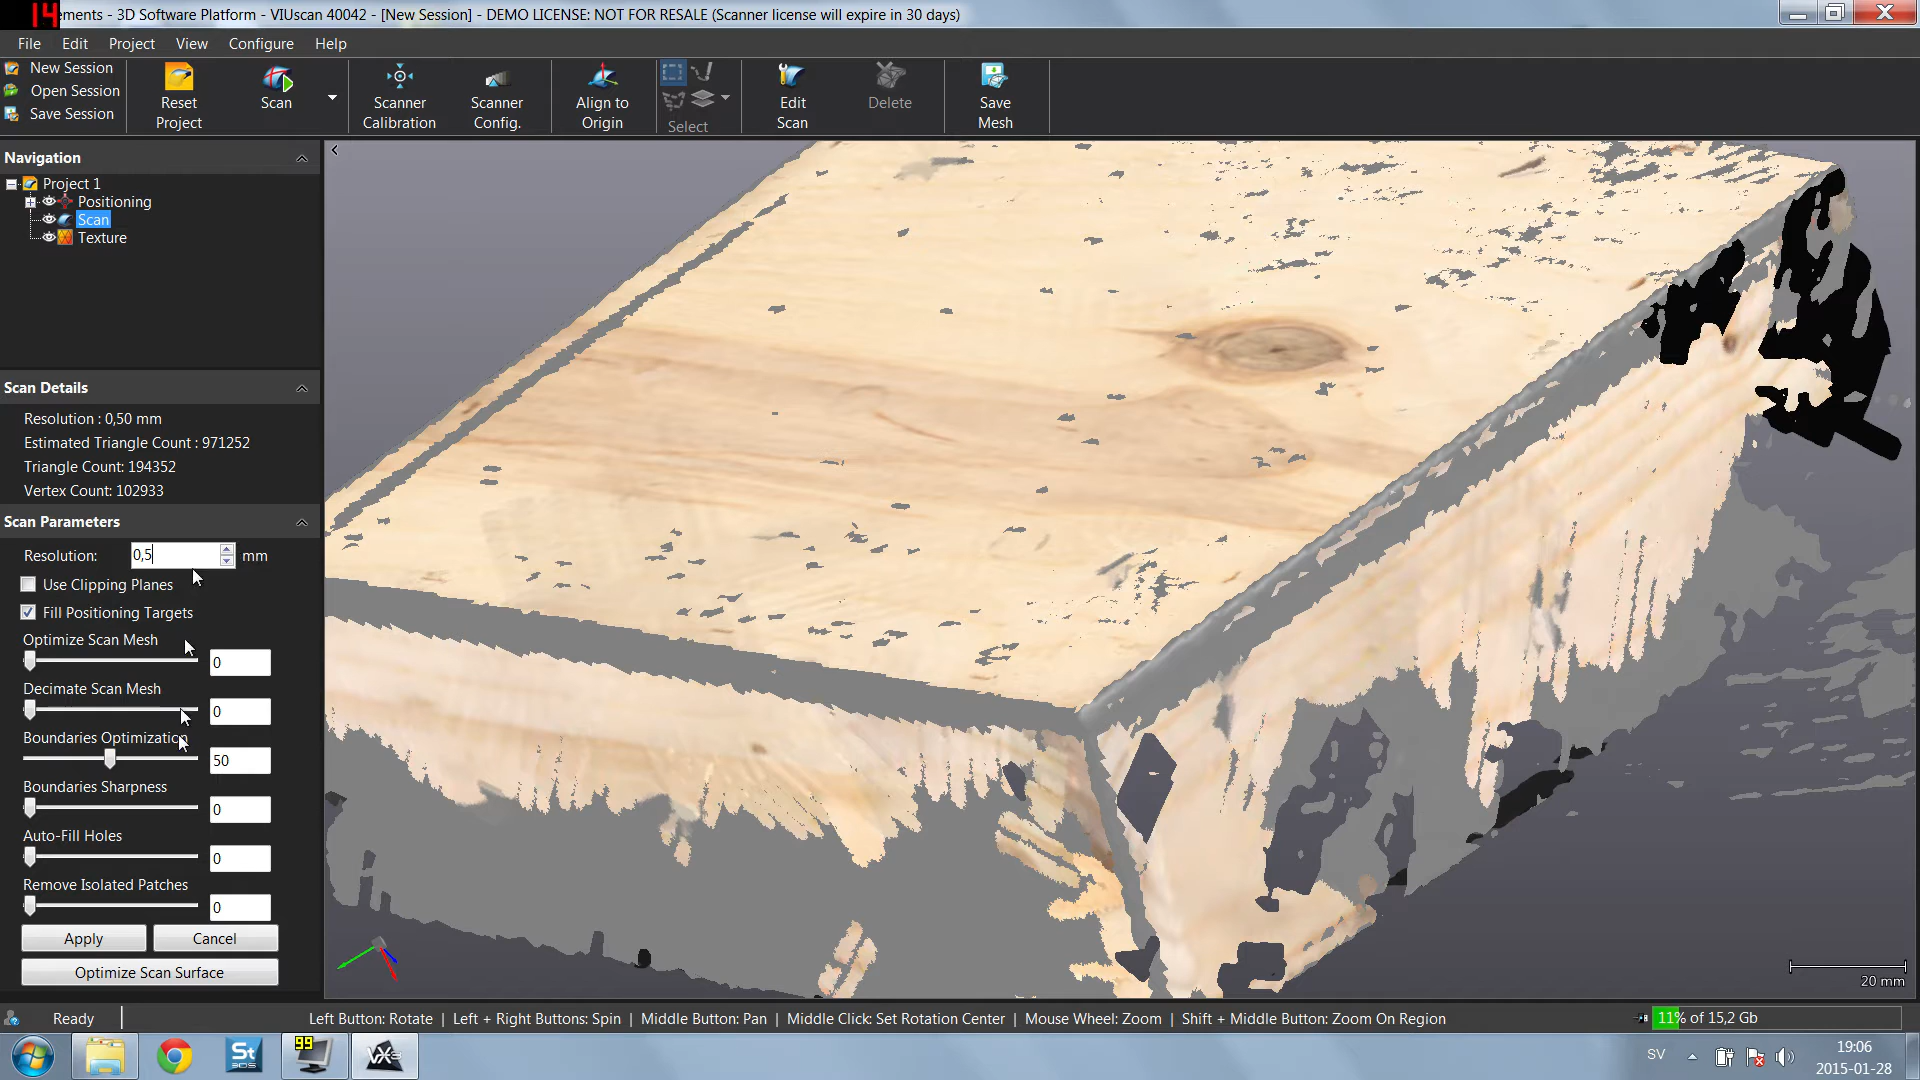 14
ements - 3D Software Platform - VIUscan 40042 - [New Session] - DEMO LICENSE: NOT FOR RESALE (Scanner license will expire in 30 days)
File Edit Project View Configure Help
New Session
Open Session
Save Session
Reset Project
Scan
Scanner Calibration
Scanner Config.
Align to Origin
Select
Edit Scan
Delete
Save Mesh
Navigation
Project 1
Positioning
Scan
Texture
Scan Details
Resolution : 0,50 mm
Estimated Triangle Count : 971252
Triangle Count: 194352
Vertex Count: 102933
Scan Parameters
Resolution: 0,5 mm
Use Clipping Planes
Fill Positioning Targets
Optimize Scan Mesh
0
Decimate Scan Mesh
0
Boundaries Optimization
50
Boundaries Sharpness
0
Auto-Fill Holes
0
Remove Isolated Patches
0
Apply Cancel
Optimize Scan Surface
20 mm
Ready
Left Button: Rotate | Left + Right Buttons: Spin | Middle Button: Pan | Middle Click: Set Rotation Center | Mouse Wheel: Zoom | Shift + Middle Button: Zoom On Region
11% of 15,2 Gb
St
3DS
99
VX
SV
19:06
2015-01-28